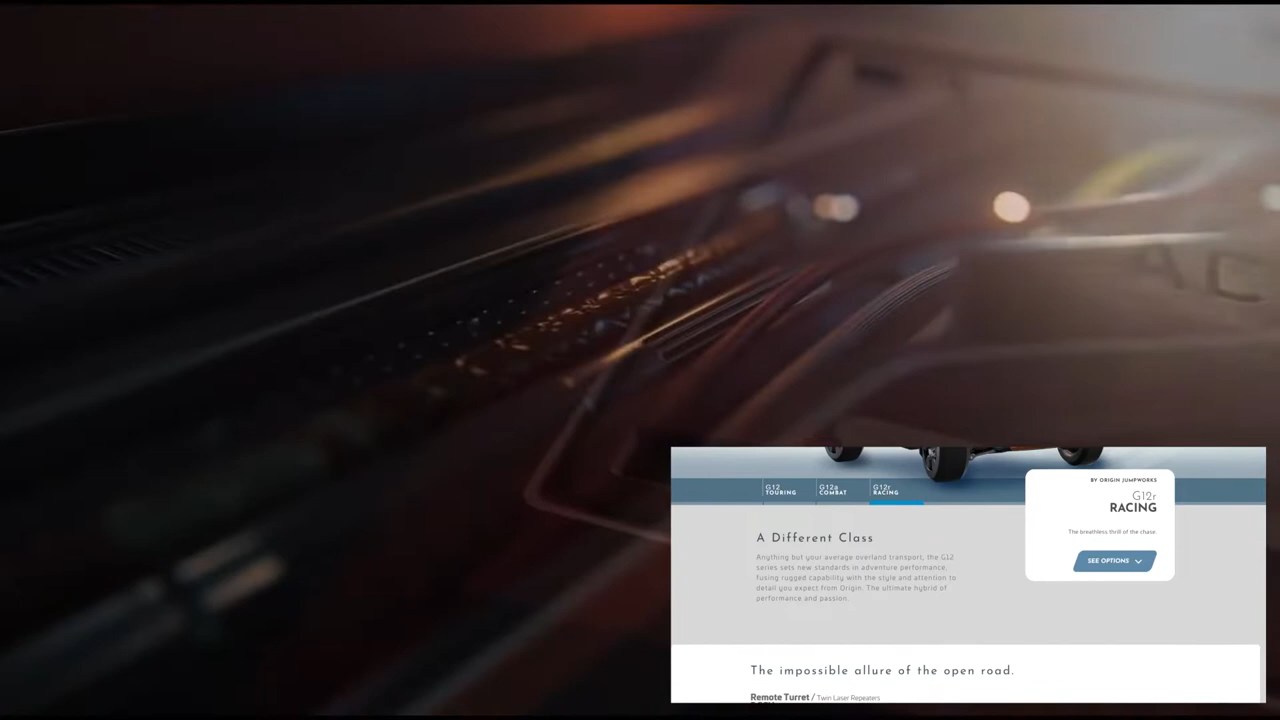 G12
TOURING
G12a
COMBAT
G12r
RACING
BY ORIGIN JUMPWORKS
G12r
RACING
The breathless thrill of the chase.
SEE OPTIONS
A Different Class
Anything but your average overland transport, the G12
series sets new standards in adventure performance,
fusing rugged capability with the style and attention to
detail you expect from Origin. The ultimate hybrid of
performance and passion.
The impossible allure of the open road.
Remote Turret / Twin Laser Repeaters